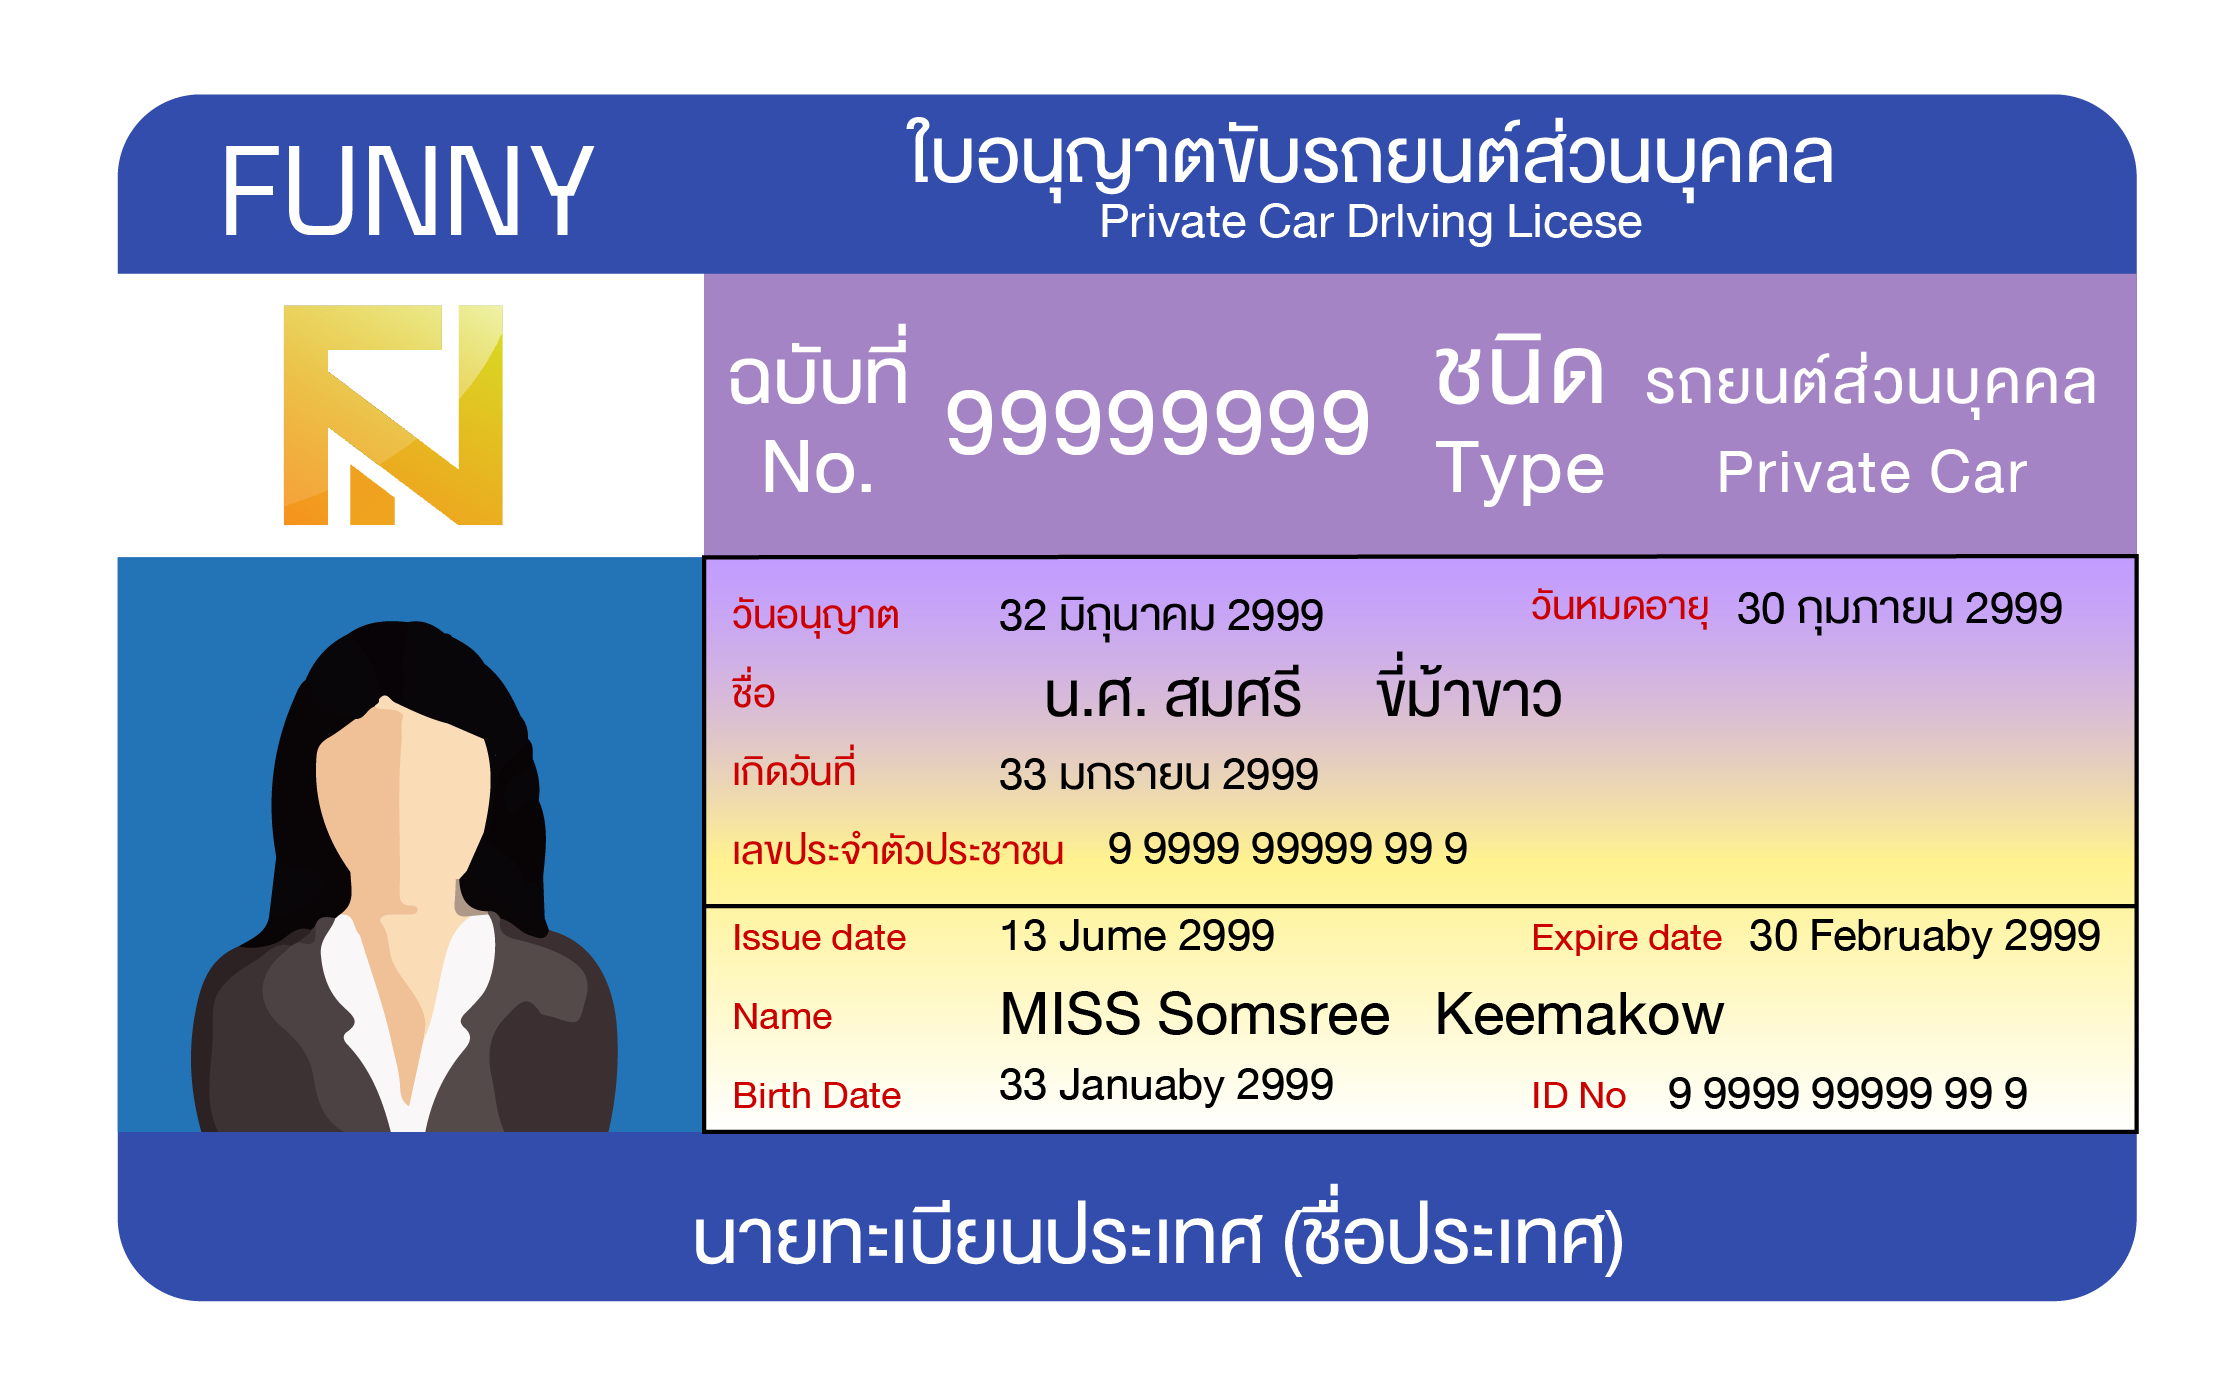 FUNNY
ใบอนุญาตขับรถยนต์ส่วนบุคคล
Private Car DrIving Licese
ฉบับที่ 99999999 ชนิด รถยนต์ส่วนบุคคล
No. Type Private Car
วันอนุญาต 32 มิถุนาคม 2999 วันหมดอายุ 30 กุมภายน 2999
ชื่อ น.ศ. สมศรี ขี่ม้าขาว
เกิดวันที่ 33 มกรายน 2999
เลขประจำตัวประชาชน 9 9999 99999 99 9
Issue date 13 Jume 2999 Expire date 30 Februaby 2999
Name MISS Somsree Keemakow
Birth Date 33 Januaby 2999 ID No 9 9999 99999 99 9
นายทะเบียนประเทศ (ชื่อประเทศ)